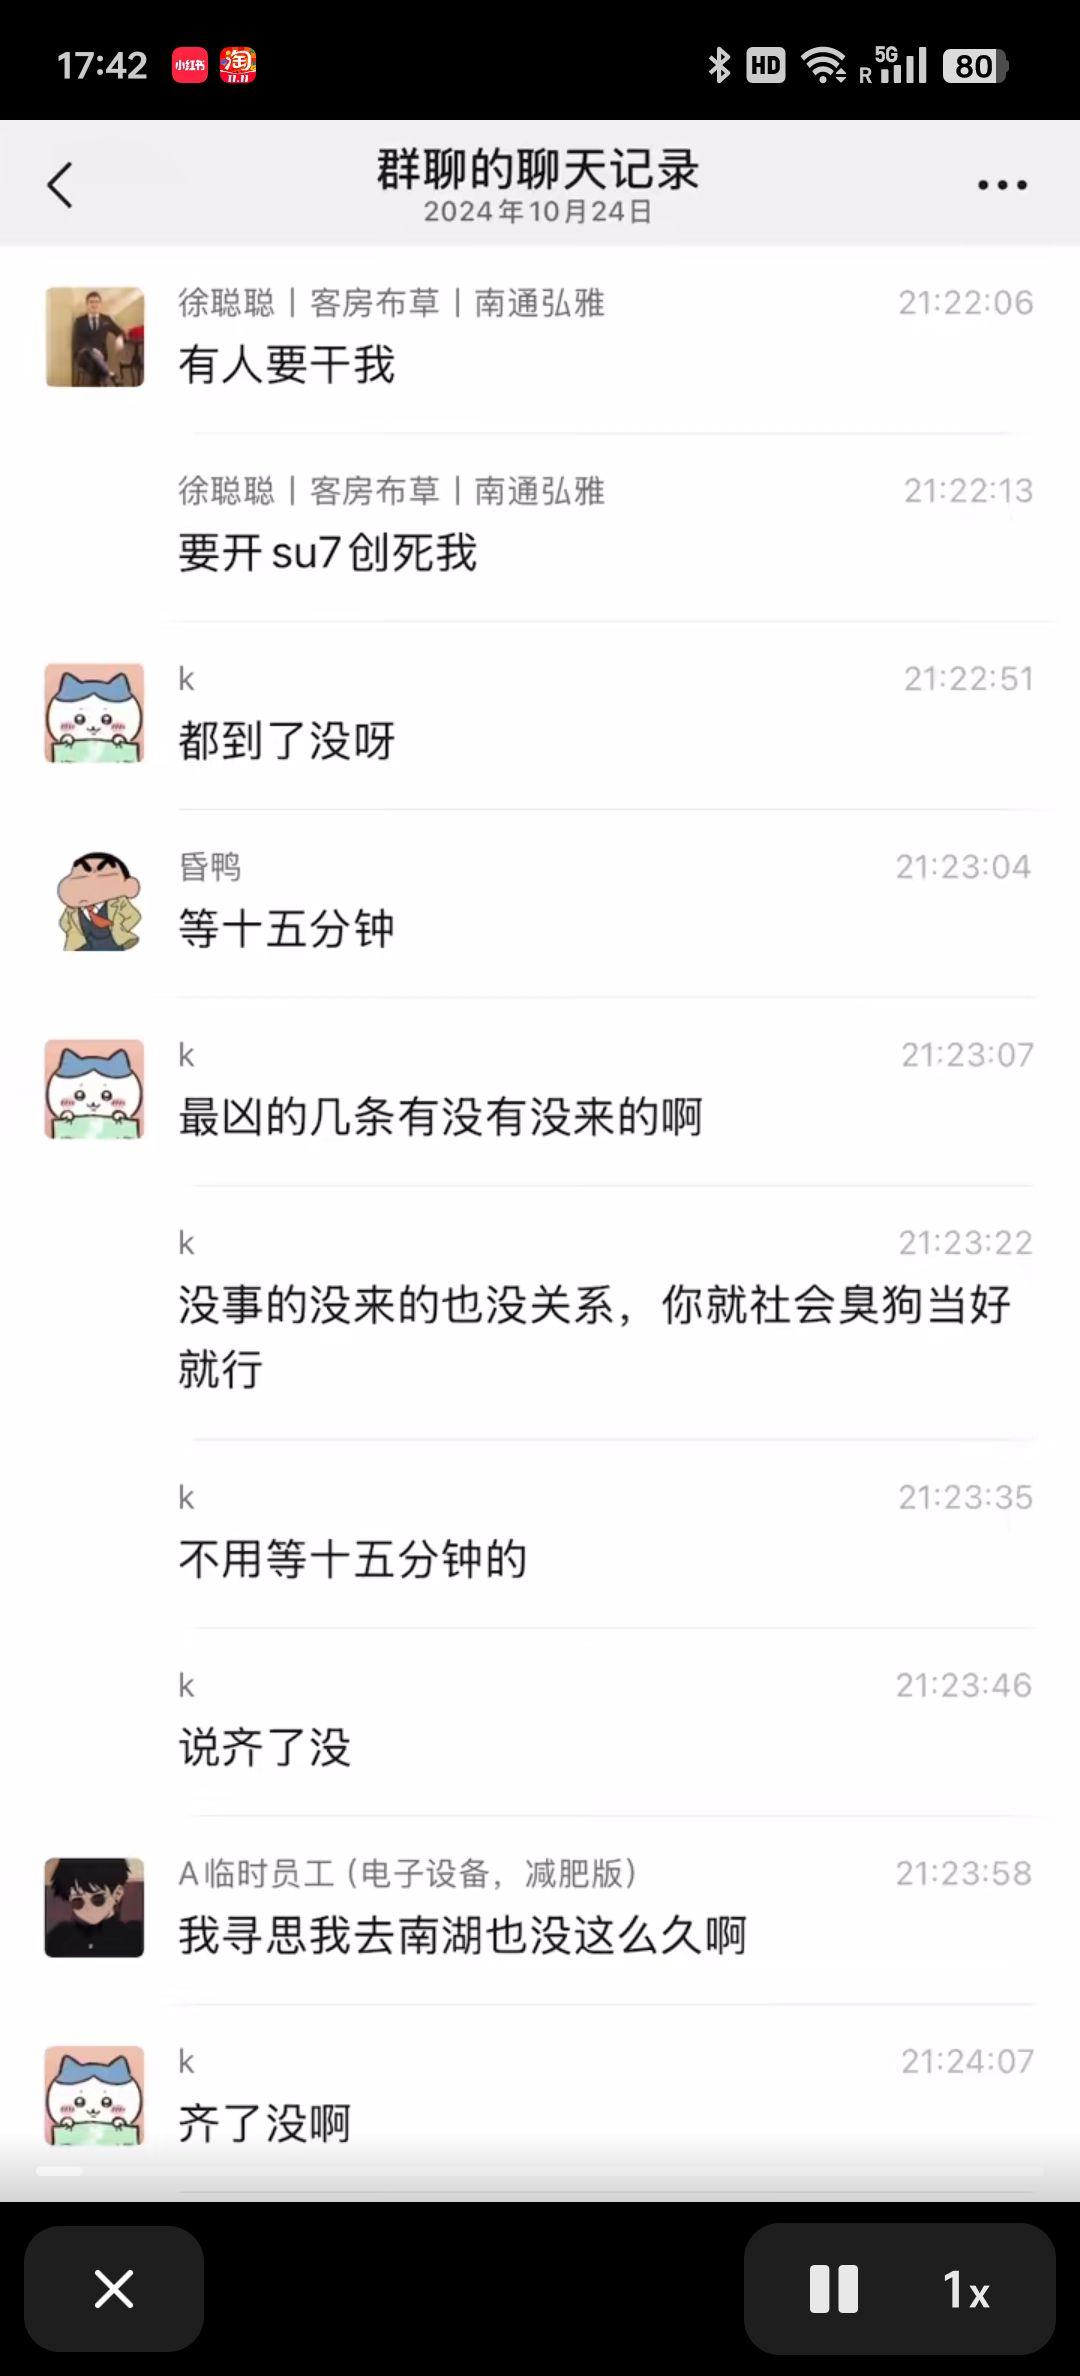 17:42
小红书
淘
11.11
HD
5G
R
80
群聊的聊天记录
2024年10月24日
徐聪聪丨客房布草丨南通弘雅
21:22:06
有人要干我
徐聪聪丨客房布草丨南通弘雅
21:22:13
要开su7创死我
k
21:22:51
都到了没呀
昏鸭
21:23:04
等十五分钟
k
21:23:07
最凶的几条有没有没来的啊
k
21:23:22
没事的没来的也没关系，你就社会臭狗当好
就行
k
21:23:35
不用等十五分钟的
k
21:23:46
说齐了没
A临时员工（电子设备，减肥版）
21:23:58
我寻思我去南湖也没这么久啊
k
21:24:07
齐了没啊
1x